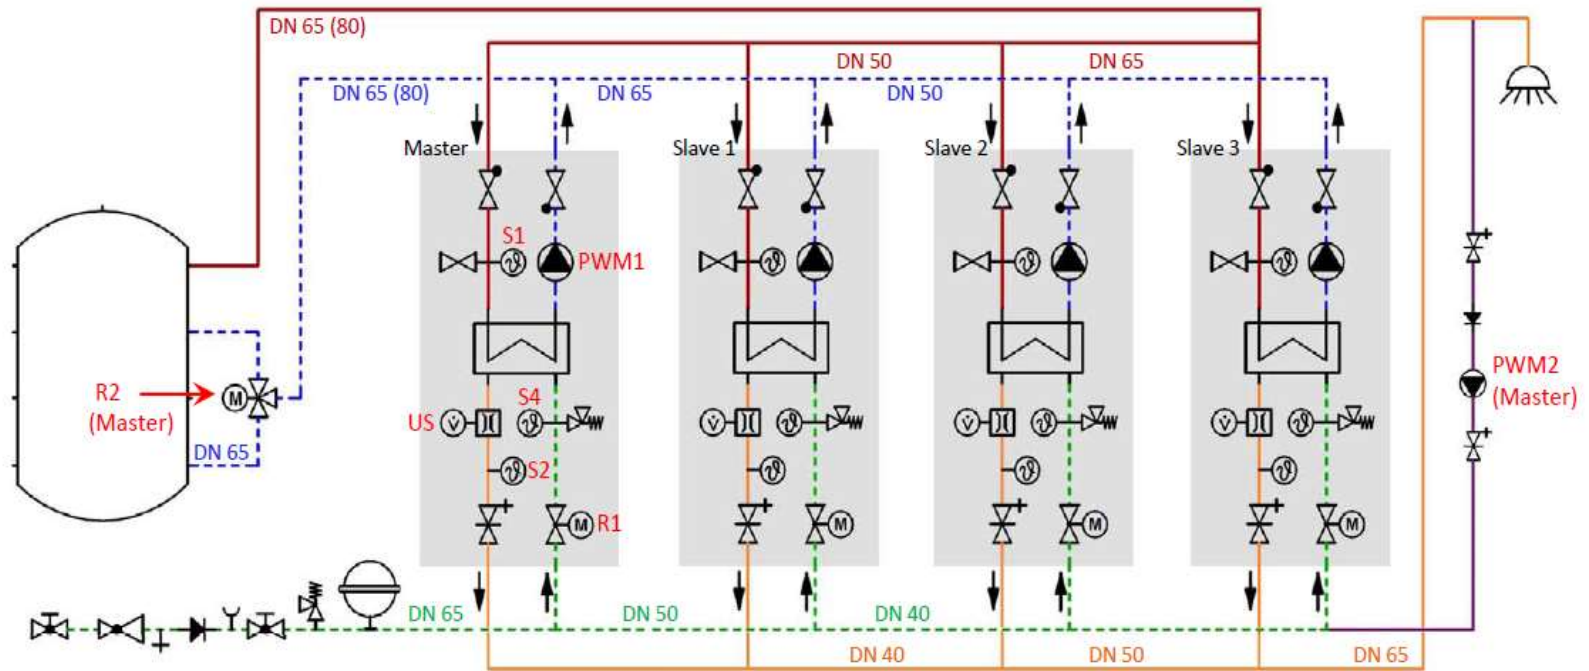 DN 65 (80)
DN 50
DN 65
DN 65 (80)
DN 65
DN 50
Master
Slave 1
Slave 2
Slave 3
S1
PWM1
R2
(Master)
M
DN 65
PWM2
(Master)
US
V̇
S4
ϑ
S2
R1
M
V̇
ϑ
M
V̇
ϑ
M
V̇
ϑ
M
DN 65
DN 50
DN 40
DN 40
DN 50
DN 65